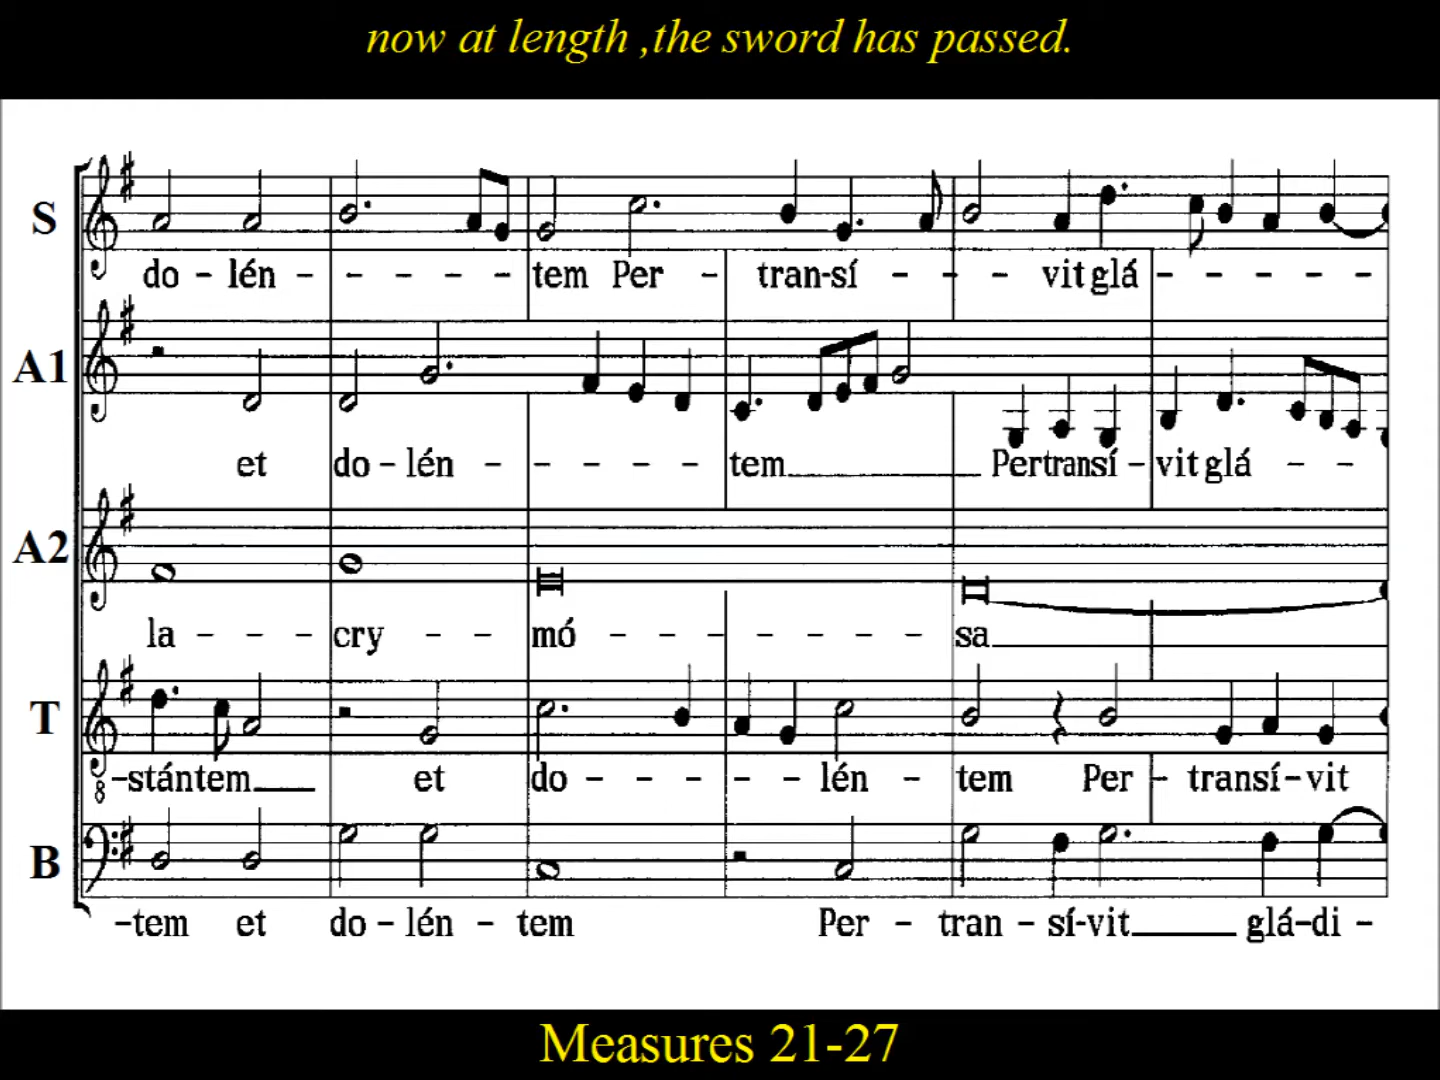 now at length ,the sword has passed.
S
do - lén - - - - - tem Per - tran-sí - - - vit glá - - - - -
A1
et do - lén - - - - - tem Pertransí - vit glá - -
A2
la - - - cry - - mó - - - - - - - sa
T
8 -stántem et do - - - - - lén - tem Per - transí-vit
B
-tem et do - lén - tem Per - tran - sí-vit glá-di -
Measures 21-27